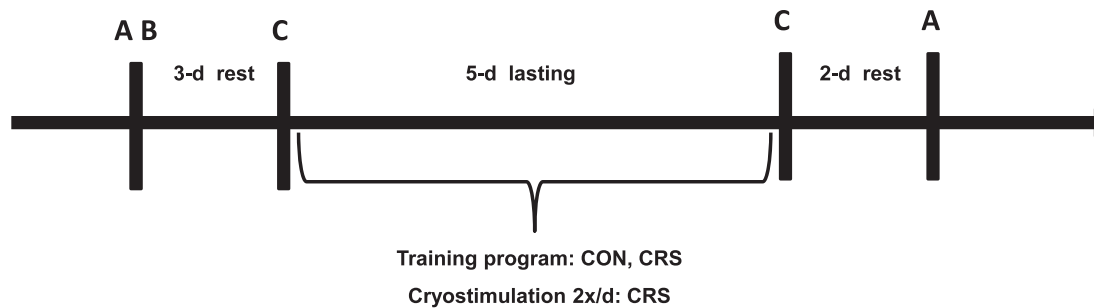 A B C C A
3-d rest 5-d lasting 2-d rest
Training program: CON, CRS
Cryostimulation 2x/d: CRS